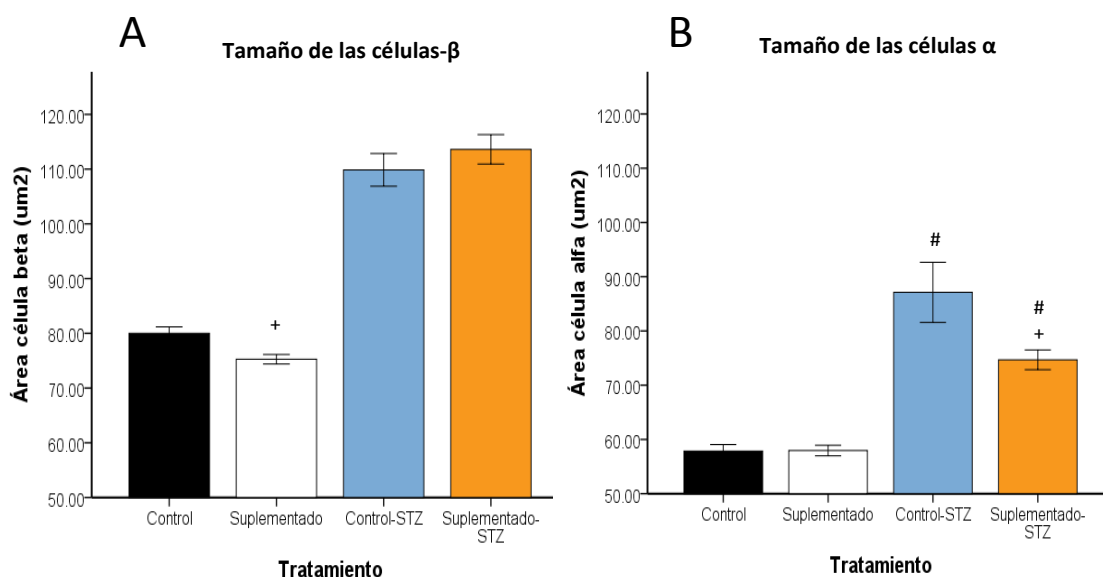 A
Tamaño de las células-β
Área célula beta (um2)
120.00
110.00
100.00
90.00
80.00
70.00
60.00
50.00
+
Control
Suplementado
Control-STZ
Suplementado-
STZ
Tratamiento
B
Tamaño de las células α
Área célula alfa (um2)
120.00
110.00
100.00
90.00
80.00
70.00
60.00
50.00
#
#
+
Control
Suplementado
Control-STZ
Suplementado-
STZ
Tratamiento